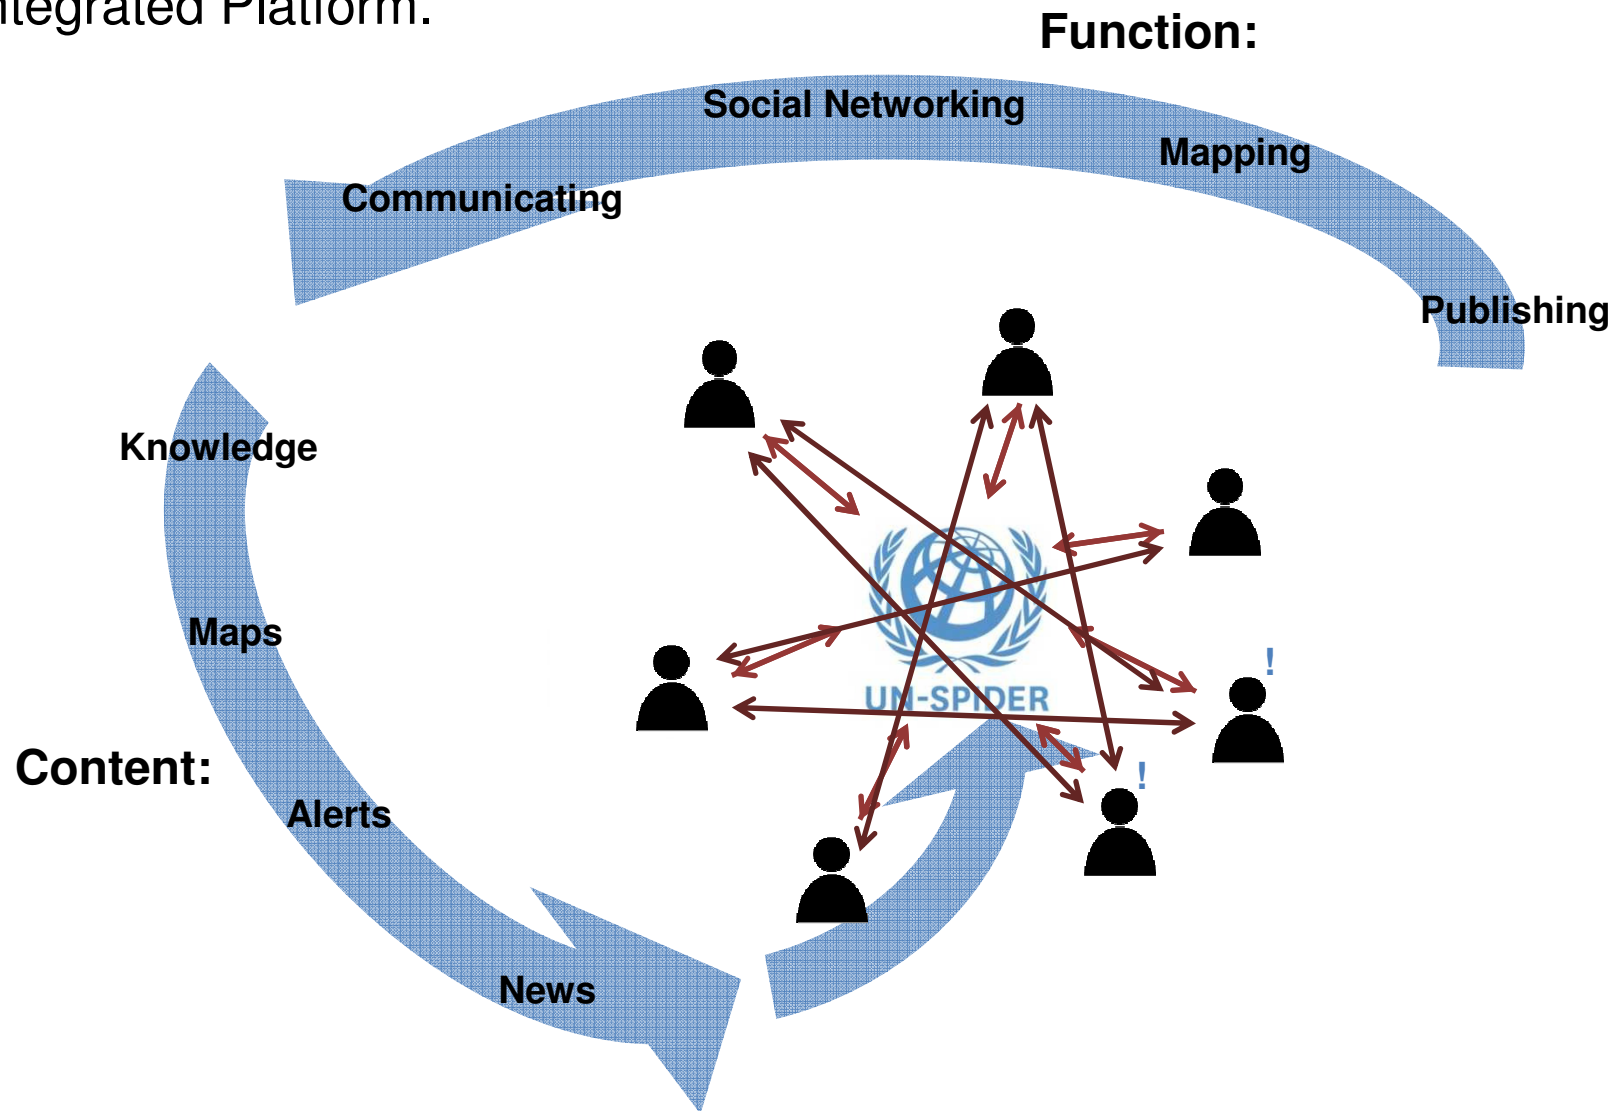 ntegrated Platform.
Function:
Social Networking
Mapping
Communicating
Publishing
Knowledge
Maps
UN-SPIDER
!
Content:
!
Alerts
News